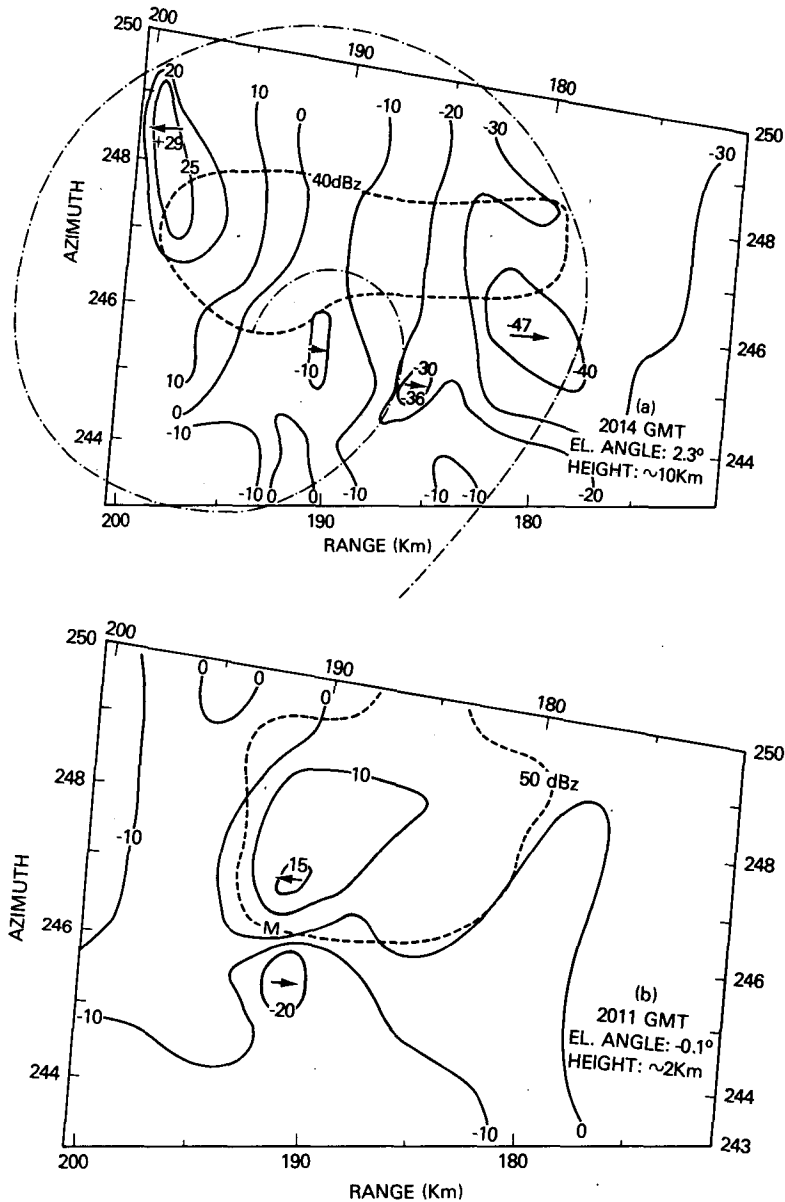 250 200
190
180
250
20
10
0
-10
-20
-30
-30
+29
248
25
40dBz
AZIMUTH
248
246
-47
246
-10
-30
-40
10
-36
(a)
0
2014 GMT
-10
EL. ANGLE: 2.3°
244
HEIGHT: ~10Km
244
-10 0 0 -10 -10 -10 -20
200 190 180
RANGE (Km)
250 200
190
180
250
0 0 0
10
50 dBz
248
-10
248
15
AZIMUTH
246
M
246
-20
(b)
2011 GMT
-10
EL. ANGLE: -0.1°
HEIGHT: ~2Km
244
244
-10 0
243
200 190 180
RANGE (Km)